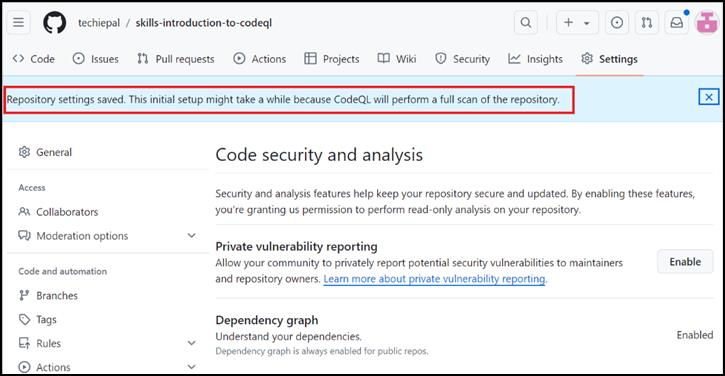 techiepal / skills-introduction-to-codeql
Code Issues Pull requests Actions Projects Wiki Security Insights Settings
Repository settings saved. This initial setup might take a while because CodeQL will perform a full scan of the repository.
General
Access
Collaborators
Moderation options
Code and automation
Branches
Tags
Rules
Actions
Code security and analysis
Security and analysis features help keep your repository secure and updated. By enabling these features,
you're granting us permission to perform read-only analysis on your repository.
Private vulnerability reporting
Allow your community to privately report potential security vulnerabilities to maintainers
and repository owners. Learn more about private vulnerability reporting.
Enable
Dependency graph
Understand your dependencies.
Dependency graph is always enabled for public repos.
Enabled